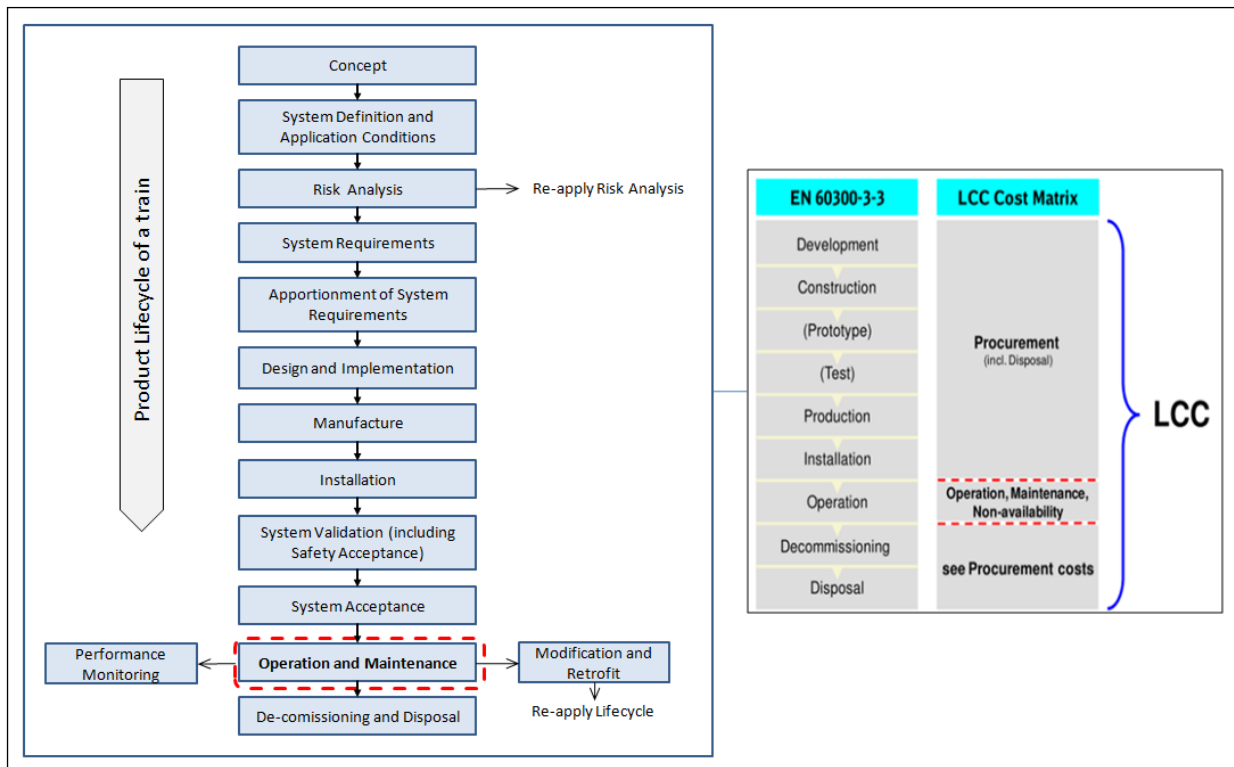 Product Lifecycle of a train
Concept
System Definition and
Application Conditions
Risk Analysis
Re-apply Risk Analysis
System Requirements
Apportionment of System
Requirements
Design and Implementation
Manufacture
Installation
System Validation (including
Safety Acceptance)
System Acceptance
Performance
Monitoring
Operation and Maintenance
Modification and
Retrofit
Re-apply Lifecycle
De-comissioning and Disposal
EN 60300-3-3
Development
Construction
(Prototype)
(Test)
Production
Installation
Operation
Decommissioning
Disposal
LCC Cost Matrix
Procurement
(incl. Disposal)
Operation, Maintenance,
Non-availability
see Procurement costs
LCC